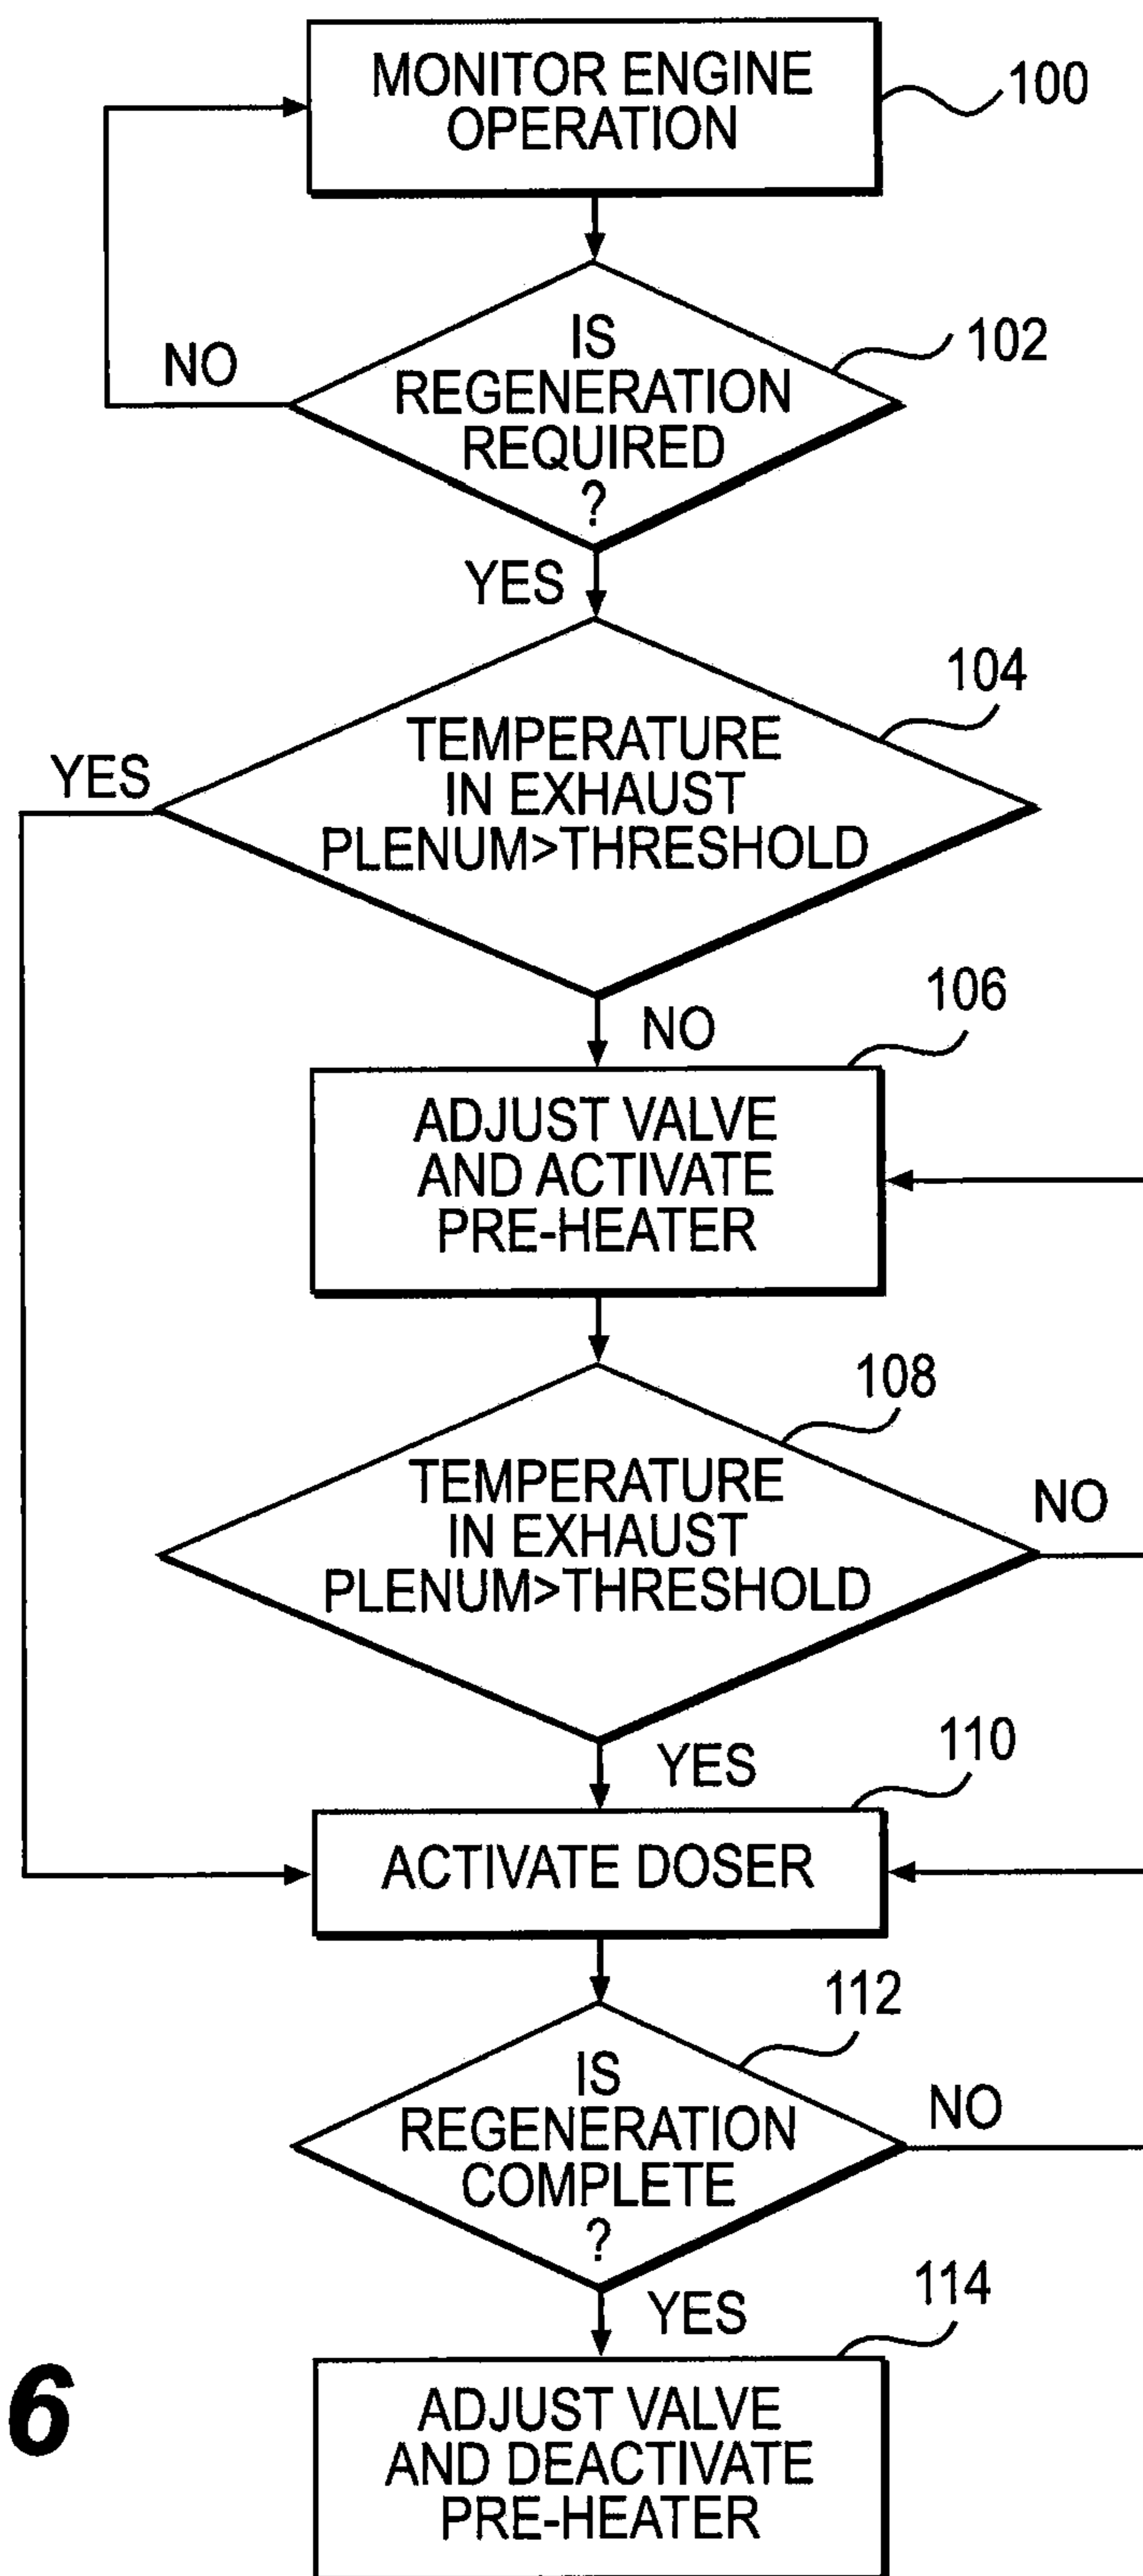 MONITOR ENGINE
OPERATION
100
IS
REGENERATION
REQUIRED
?
102
NO
YES
104
TEMPERATURE
IN EXHAUST
PLENUM>THRESHOLD
YES
NO
106
ADJUST VALVE
AND ACTIVATE
PRE-HEATER
108
TEMPERATURE
IN EXHAUST
PLENUM>THRESHOLD
NO
YES
110
ACTIVATE DOSER
112
IS
REGENERATION
COMPLETE
?
NO
YES
114
ADJUST VALVE
AND DEACTIVATE
PRE-HEATER
6